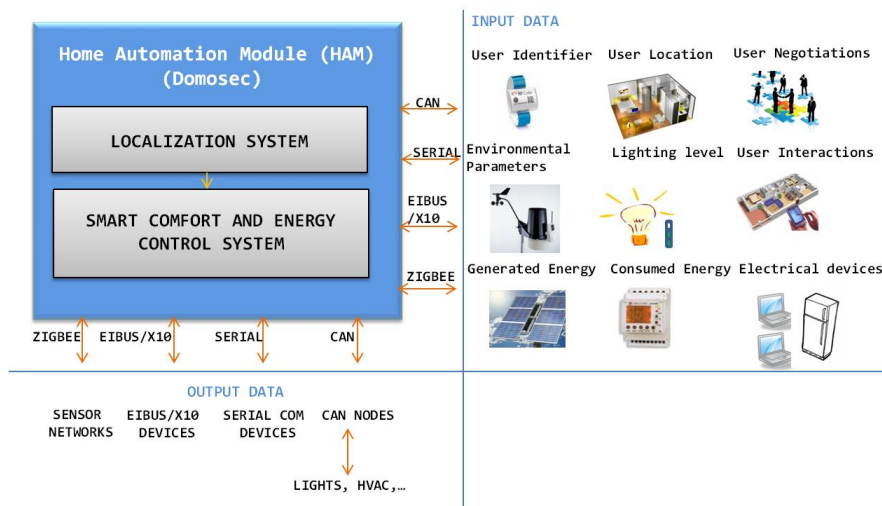 Home Automation Module (HAM)
(Domosec)
LOCALIZATION SYSTEM
SMART COMFORT AND ENERGY
CONTROL SYSTEM
CAN
SERIAL
EIBUS
/X10
ZIGBEE
ZIGBEE
EIBUS/X10
SERIAL
CAN
INPUT DATA
User Identifier
User Location
User Negotiations
Environmental
Parameters
Lighting level
User Interactions
Generated Energy
Consumed Energy
Electrical devices
OUTPUT DATA
SENSOR
NETWORKS
EIBUS/X10
DEVICES
SERIAL COM
DEVICES
CAN NODES
LIGHTS, HVAC,…